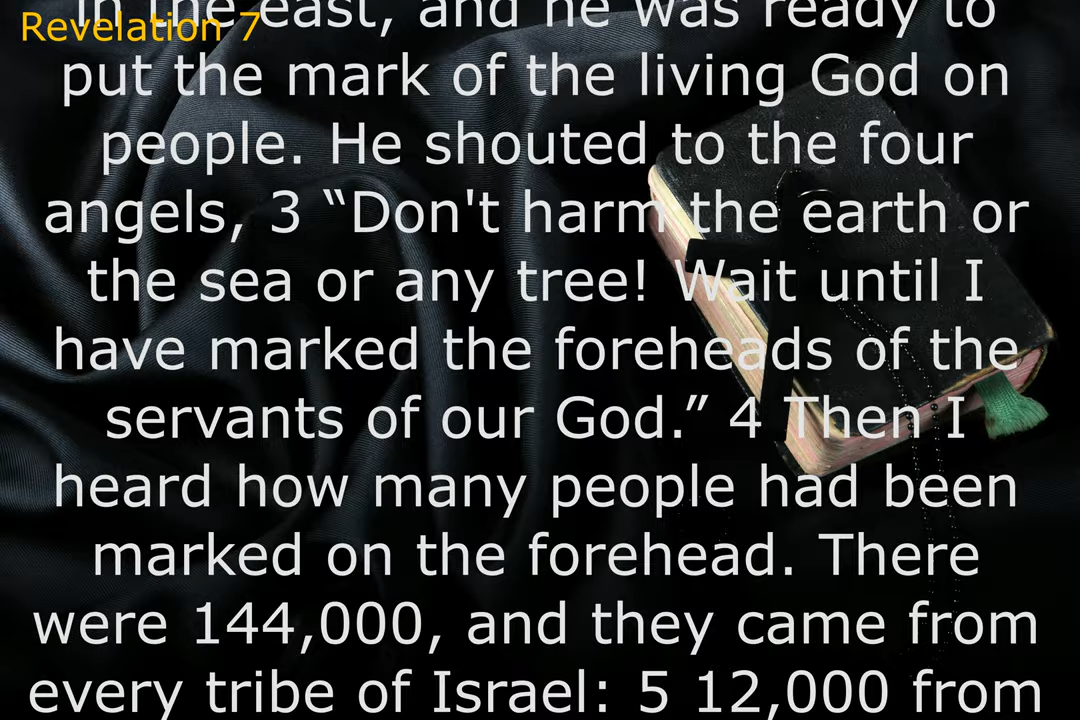 in the east, and he was ready to
Revelation 7
put the mark of the living God on
people. He shouted to the four
angels, 3 “Don't harm the earth or
the sea or any tree! Wait until I
have marked the foreheads of the
servants of our God.” 4 Then I
heard how many people had been
marked on the forehead. There
were 144,000, and they came from
every tribe of Israel: 5 12,000 from